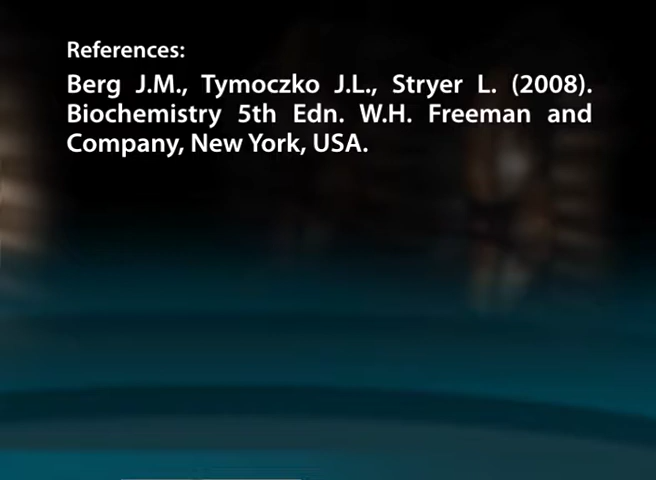 References:
Berg J.M., Tymoczko J.L., Stryer L. (2008).
Biochemistry 5th Edn. W.H. Freeman and
Company, New York, USA.